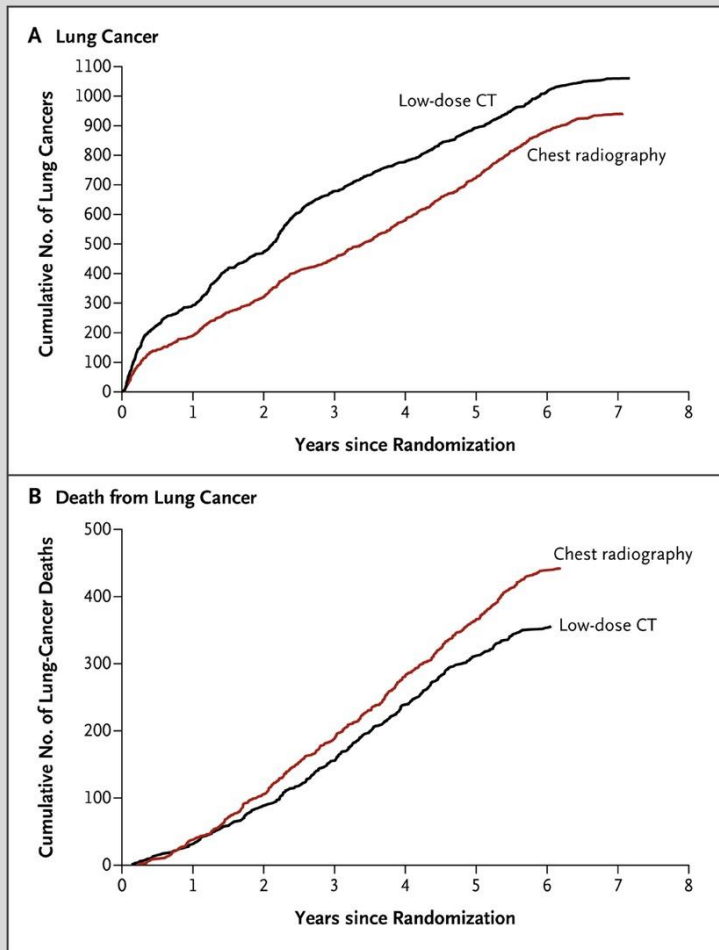 A Lung Cancer
Cumulative No. of Lung Cancers
1100
1000
900
800
700
600
500
400
300
200
100
0
Low-dose CT
Chest radiography
0 1 2 3 4 5 6 7 8
Years since Randomization
B Death from Lung Cancer
Cumulative No. of Lung-Cancer Deaths
500
400
300
200
100
0
Chest radiography
Low-dose CT
0 1 2 3 4 5 6 7 8
Years since Randomization